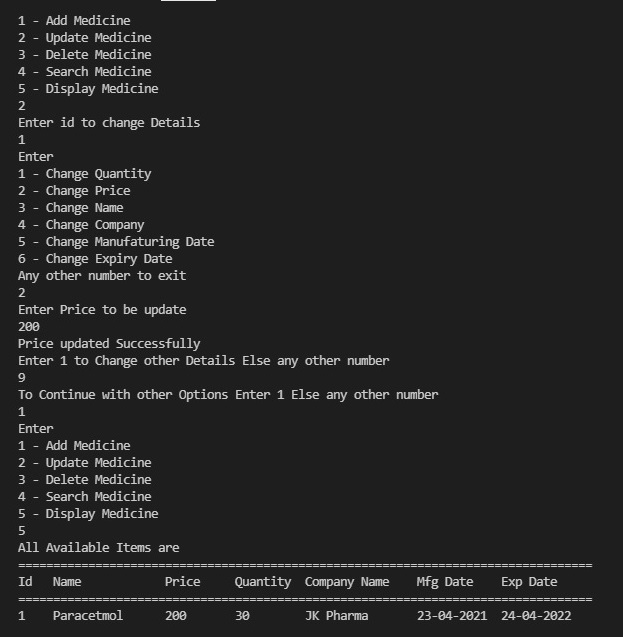 1 - Add Medicine
2 - Update Medicine
3 - Delete Medicine
4 - Search Medicine
5 - Display Medicine
2
Enter id to change Details
1
Enter
1 - Change Quantity
2 - Change Price
3 - Change Name
4 - Change Company
5 - Change Manufaturing Date
6 - Change Expiry Date
Any other number to exit
2
Enter Price to be update
200
Price updated Successfully
Enter 1 to Change other Details Else any other number
9
To Continue with other Options Enter 1 Else any other number
1
Enter
1 - Add Medicine
2 - Update Medicine
3 - Delete Medicine
4 - Search Medicine
5 - Display Medicine
5
All Available Items are
==================================================================================
Id Name Price Quantity Company Name Mfg Date Exp Date
==================================================================================
1 Paracetmol 200 30 JK Pharma 23-04-2021 24-04-2022